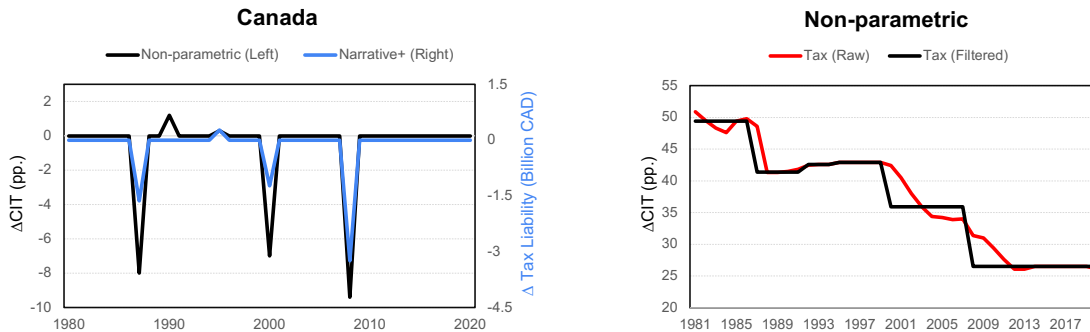 Canada
Non-parametric (Left) Narrative+ (Right)
ΔCIT (pp.)
2
0
-2
-4
-6
-8
-10
1.5
0
-1.5
-3
-4.5
Δ Tax Liability (Billion CAD)
1980 1990 2000 2010 2020
Non-parametric
Tax (Raw) Tax (Filtered)
ΔCIT (pp.)
55
50
45
40
35
30
25
20
1981 1985 1989 1993 1997 2001 2005 2009 2013 2017